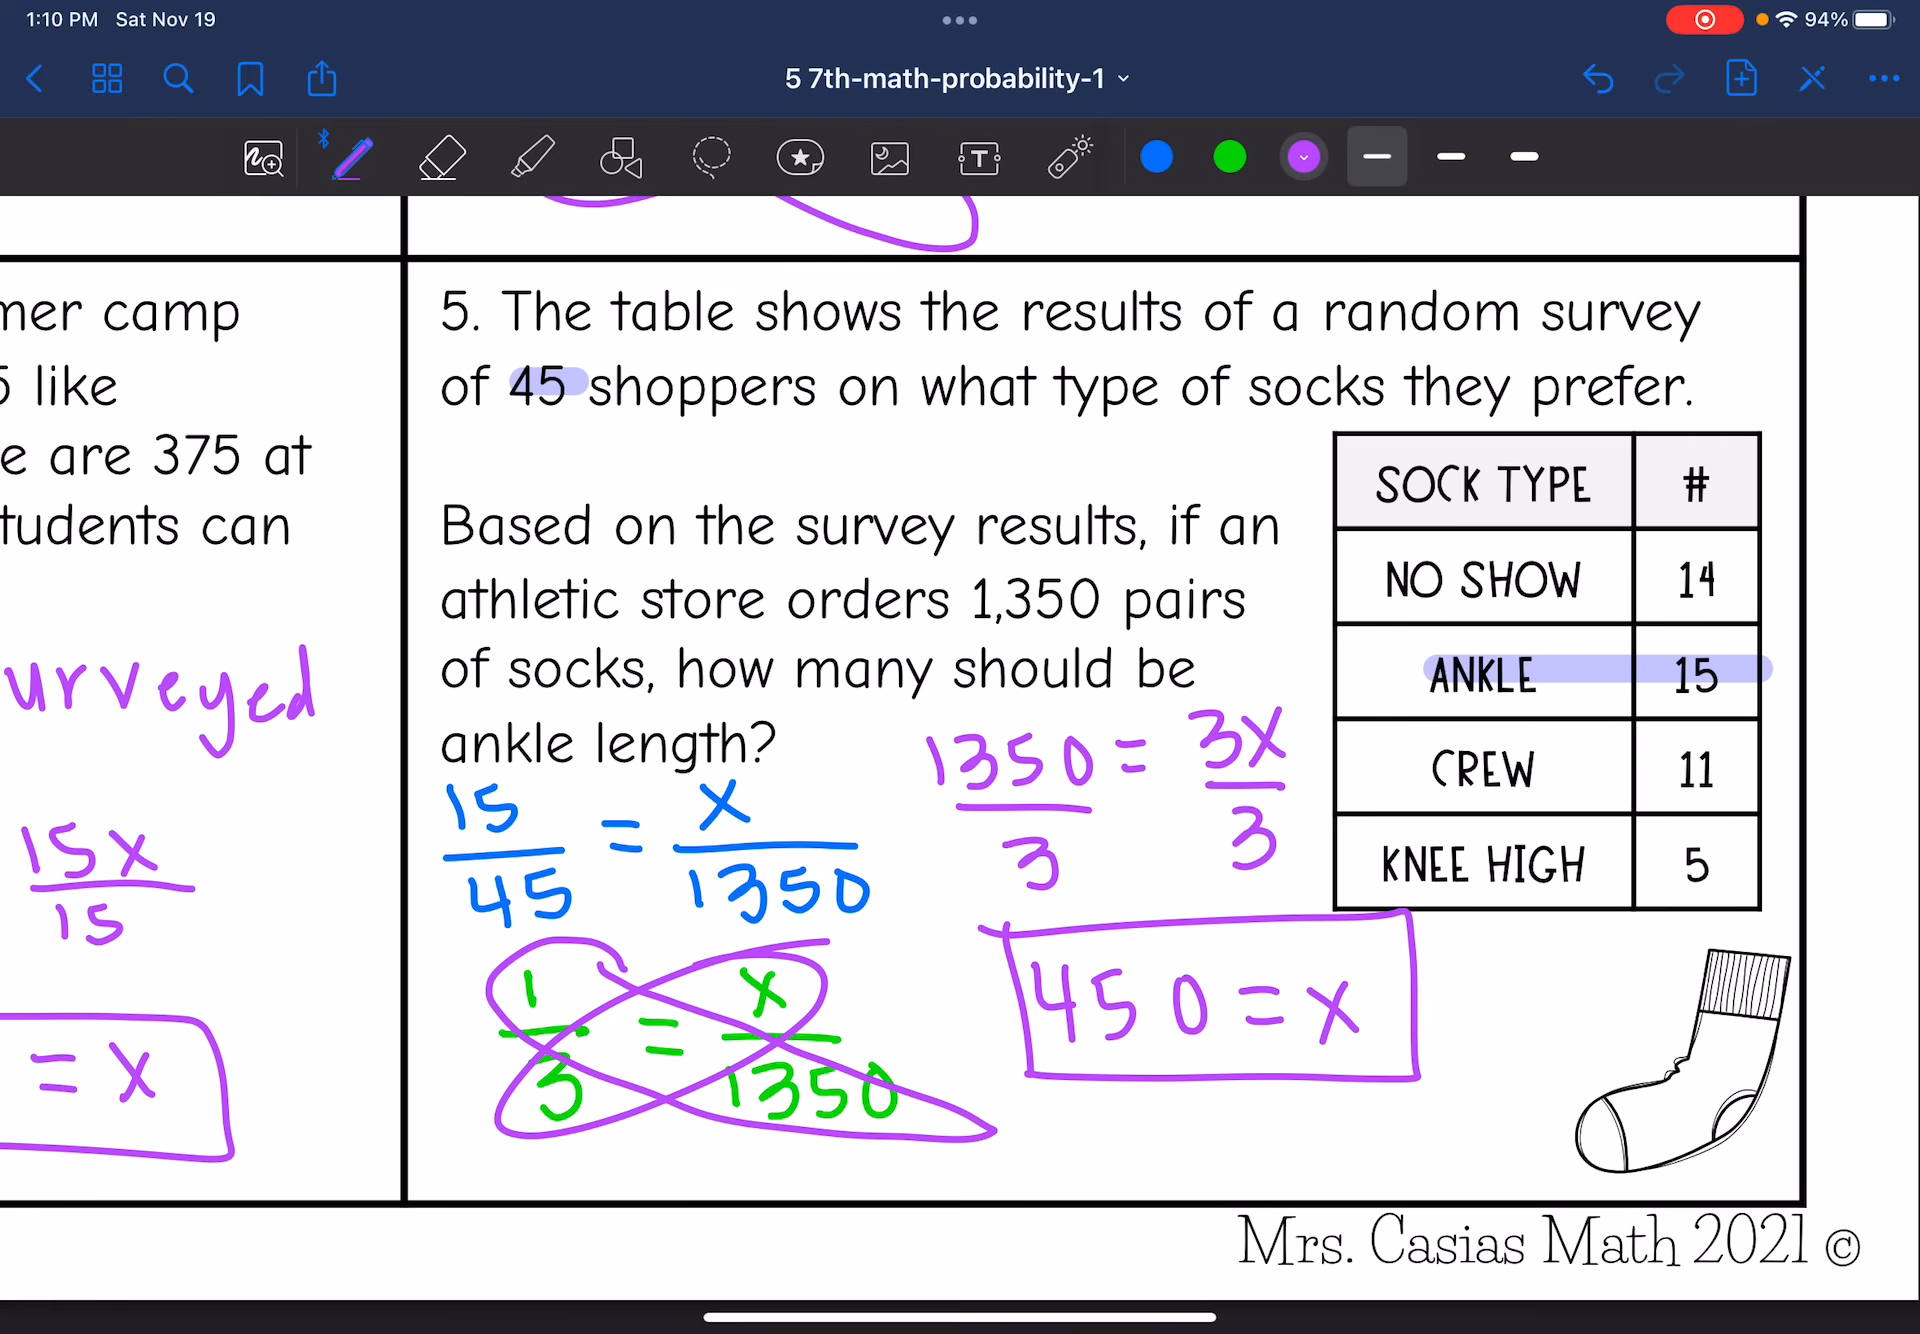 1:10 PM Sat Nov 19
94%
5 7th-math-probability-1
T
camp
like
are 375 at
can
15x
15
= x
5. The table shows the results of a random survey
of 45 shoppers on what type of socks they prefer.
Based on the survey results, if an
athletic store orders 1,350 pairs
of socks, how many should be
ankle length?
SOCK TYPE #
NO SHOW 14
ANKLE 15
CREW 11
KNEE HIGH 5
15/45 = x/1350
1/3 = x/1350
1350/3 = 3x/3
450 = x
Mrs. Casias Math 2021 ©